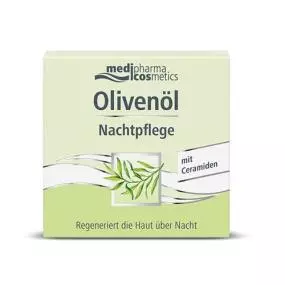 medipharma
cosmetics
Olivenöl
Nachtpflege
mit
Ceramiden
Regeneriert die Haut über Nacht